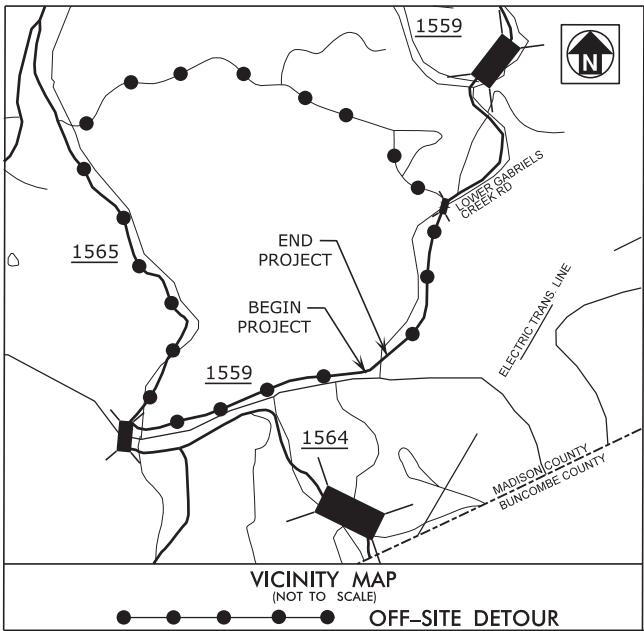 1559
N
LOWER GABRIELS
CREEK RD
END
PROJECT
1565
BEGIN
PROJECT
ELECTRIC TRANS. LINE
1559
1564
MADISON COUNTY
BUNCOMBE COUNTY
VICINITY MAP
(NOT TO SCALE)
OFF-SITE DETOUR